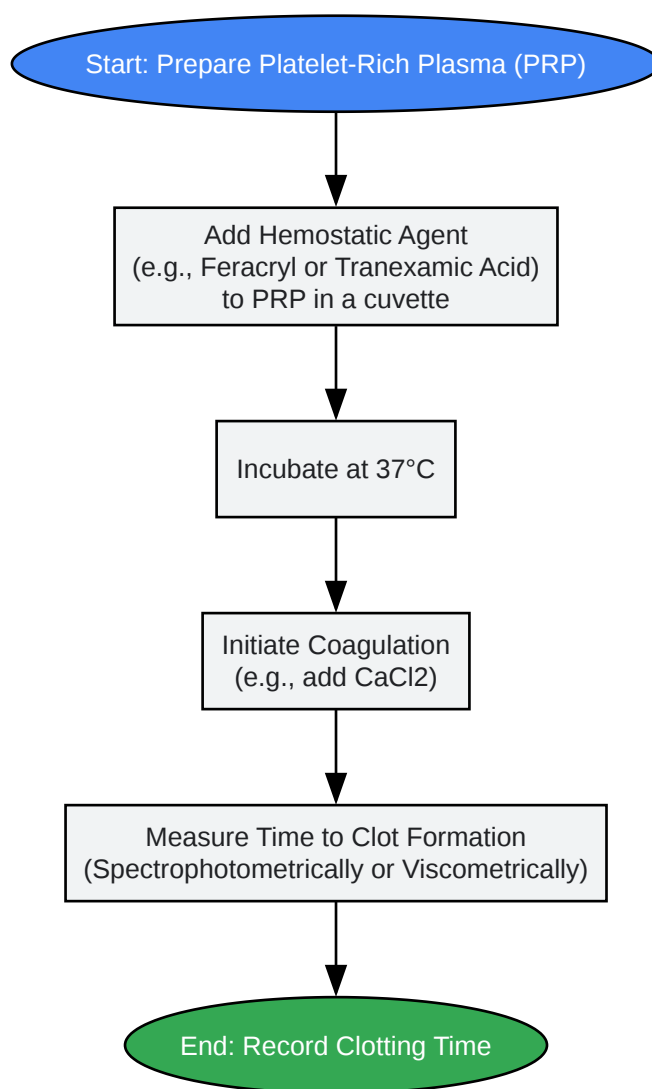 Start: Prepare Platelet-Rich Plasma (PRP)
Add Hemostatic Agent
(e.g., Feracryl or Tranexamic Acid)
to PRP in a cuvette
Incubate at 37°C
Initiate Coagulation
(e.g., add CaCl2)
Measure Time to Clot Formation
(Spectrophotometrically or Viscometrically)
End: Record Clotting Time